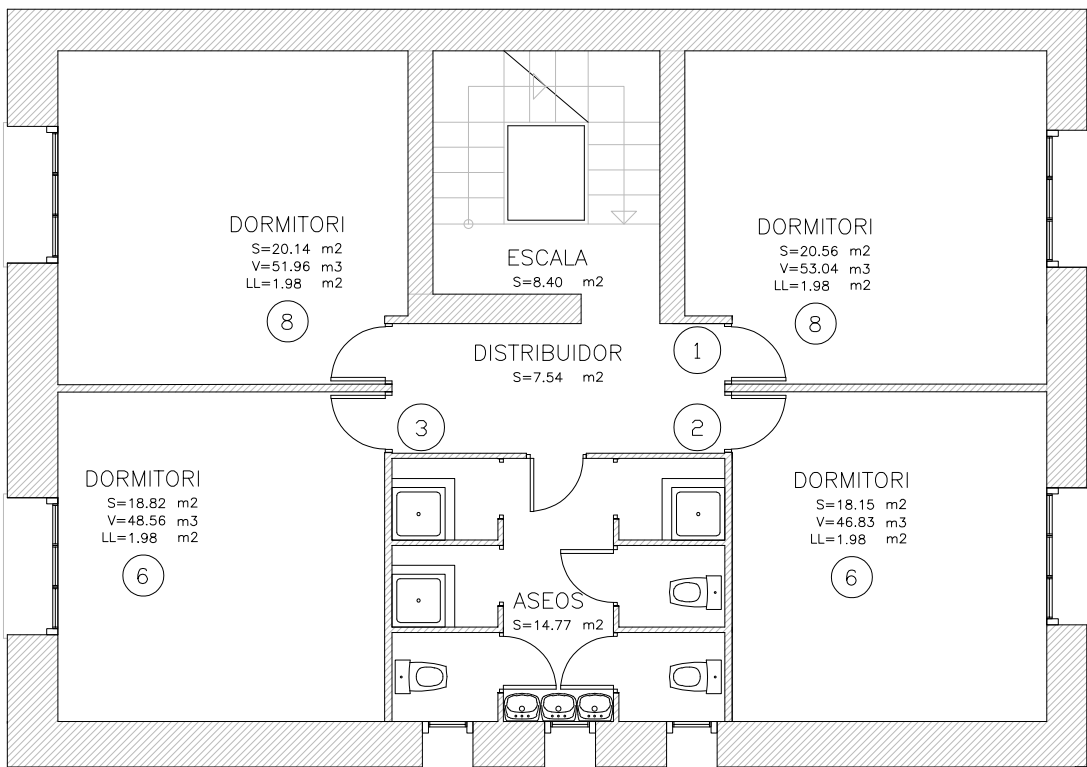 DORMITORI
S=20.14 m2
V=51.96 m3
LL=1.98 m2
8
ESCALA
S=8.40 m2
DORMITORI
S=20.56 m2
V=53.04 m3
LL=1.98 m2
8
DISTRIBUIDOR
S=7.54 m2
1
3
2
DORMITORI
S=18.82 m2
V=48.56 m3
LL=1.98 m2
6
ASEOS
S=14.77 m2
DORMITORI
S=18.15 m2
V=46.83 m3
LL=1.98 m2
6